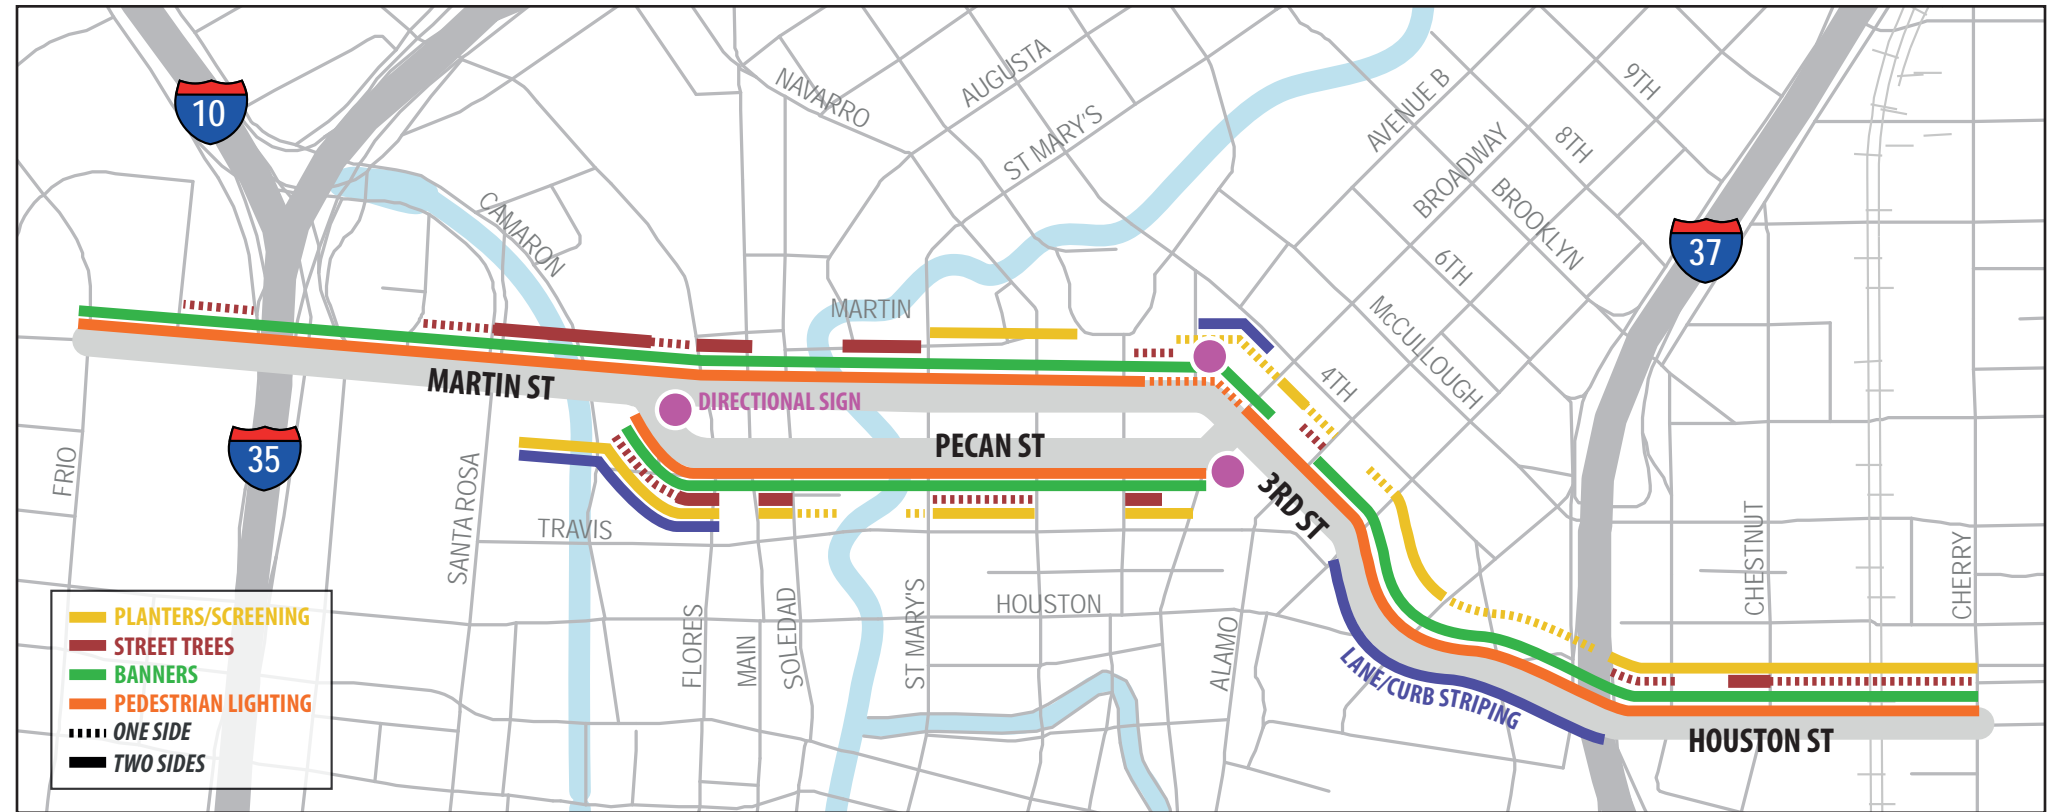 10
NAVARRO
AUGUSTA
ST MARY'S
AVENUE B
BROADWAY
9TH
8TH
BROOKLYN
6TH
McCULLOUGH
4TH
37
CAMARON
MARTIN
MARTIN ST
DIRECTIONAL SIGN
PECAN ST
3RD ST
35
FRIO
SANTA ROSA
TRAVIS
FLORES
MAIN
SOLEDAD
ST MARY'S
HOUSTON
ALAMO
CHESTNUT
CHERRY
LANE/CURB STRIPING
HOUSTON ST
PLANTERS/SCREENING
STREET TREES
BANNERS
PEDESTRIAN LIGHTING
ONE SIDE
TWO SIDES